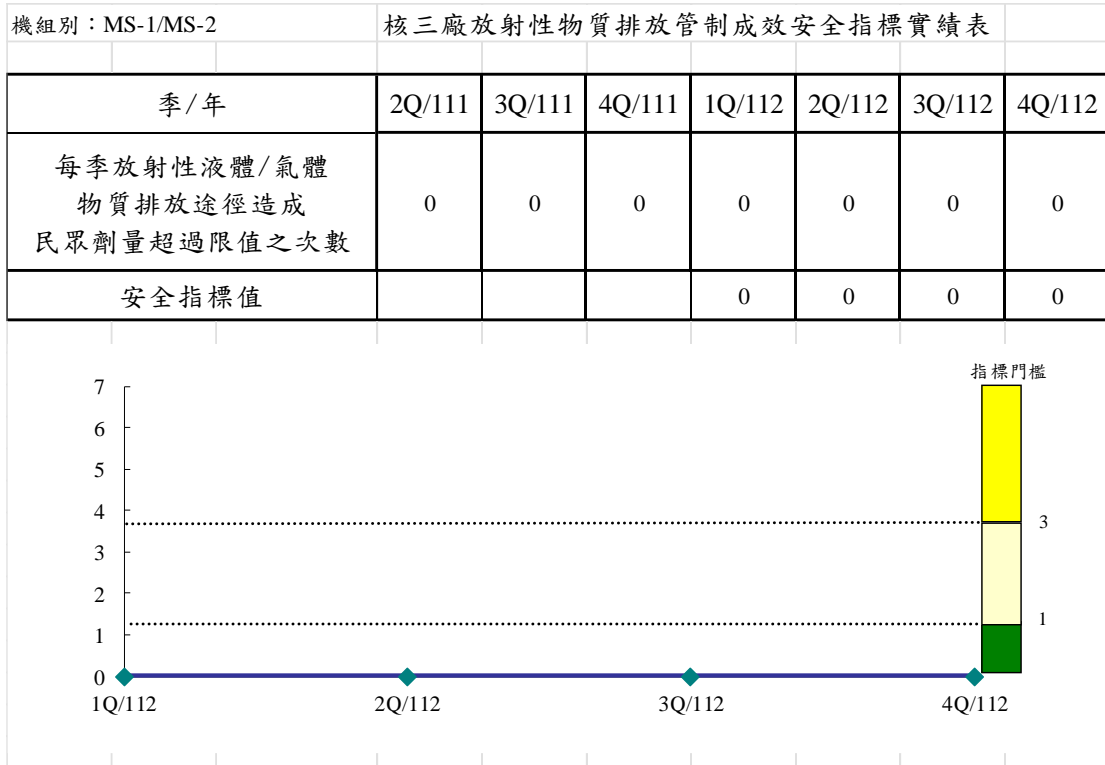 機組別：MS-1/MS-2 核三廠放射性物質排放管制成效安全指標實績表
季/年 2Q/111 3Q/111 4Q/111 1Q/112 2Q/112 3Q/112 4Q/112
每季放射性液體/氣體
物質排放途徑造成 0 0 0 0 0 0 0
民眾劑量超過限值之次數
安全指標值 0 0 0 0
指標門檻
7
6
5
4
3
3
2
1
1
0
1Q/112 2Q/112 3Q/112 4Q/112